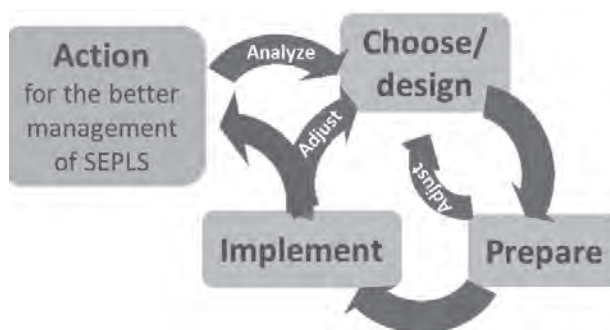 Action
for the better
management
of SEPLS
Analyze
Choose/
design
Adjust
Adjust
Implement
Prepare